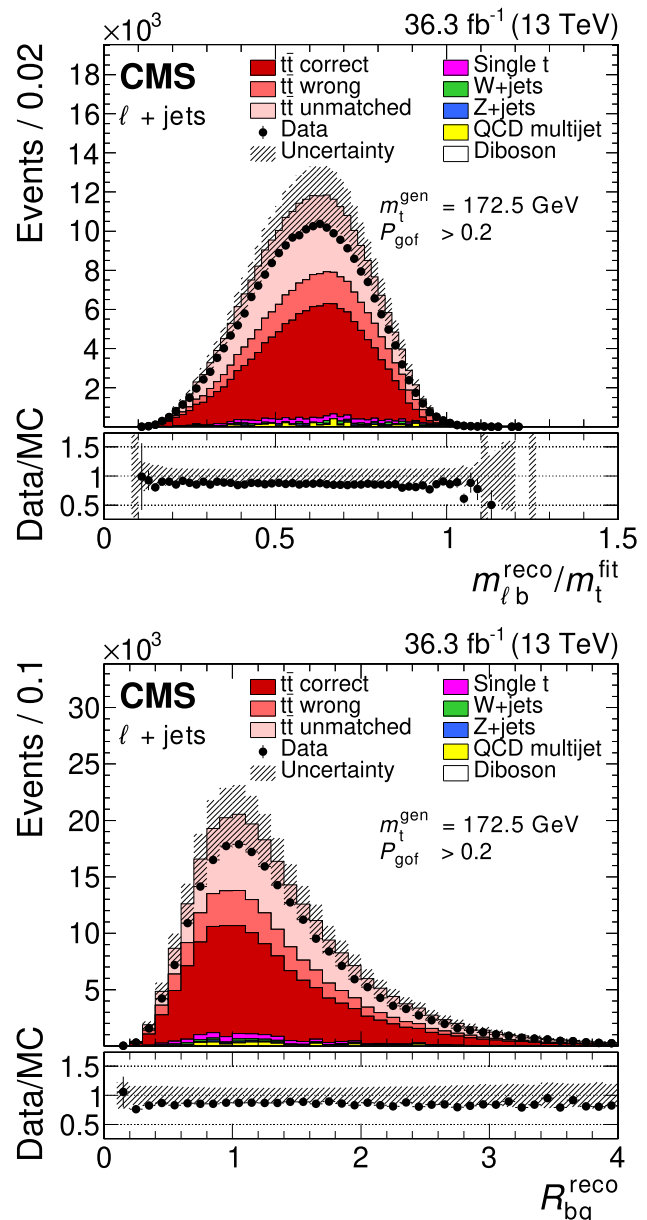 ×10³ 36.3 fb⁻¹ (13 TeV)
Events / 0.02
18
16
14
12
10
8
6
4
2
CMS
ℓ + jets
tt̄ correct
tt̄ wrong
tt̄ unmatched
Data
Uncertainty
Single t
W+jets
Z+jets
QCD multijet
Diboson
m_t^gen = 172.5 GeV
P_gof > 0.2
Data/MC
1.5
1
0.5
0 0.5 1 1.5
m_ℓb^reco/m_t^fit
×10³ 36.3 fb⁻¹ (13 TeV)
Events / 0.1
30
25
20
15
10
5
CMS
ℓ + jets
tt̄ correct
tt̄ wrong
tt̄ unmatched
Data
Uncertainty
Single t
W+jets
Z+jets
QCD multijet
Diboson
m_t^gen = 172.5 GeV
P_gof > 0.2
Data/MC
1.5
1
0.5
0 1 2 3 4
R_bq^reco